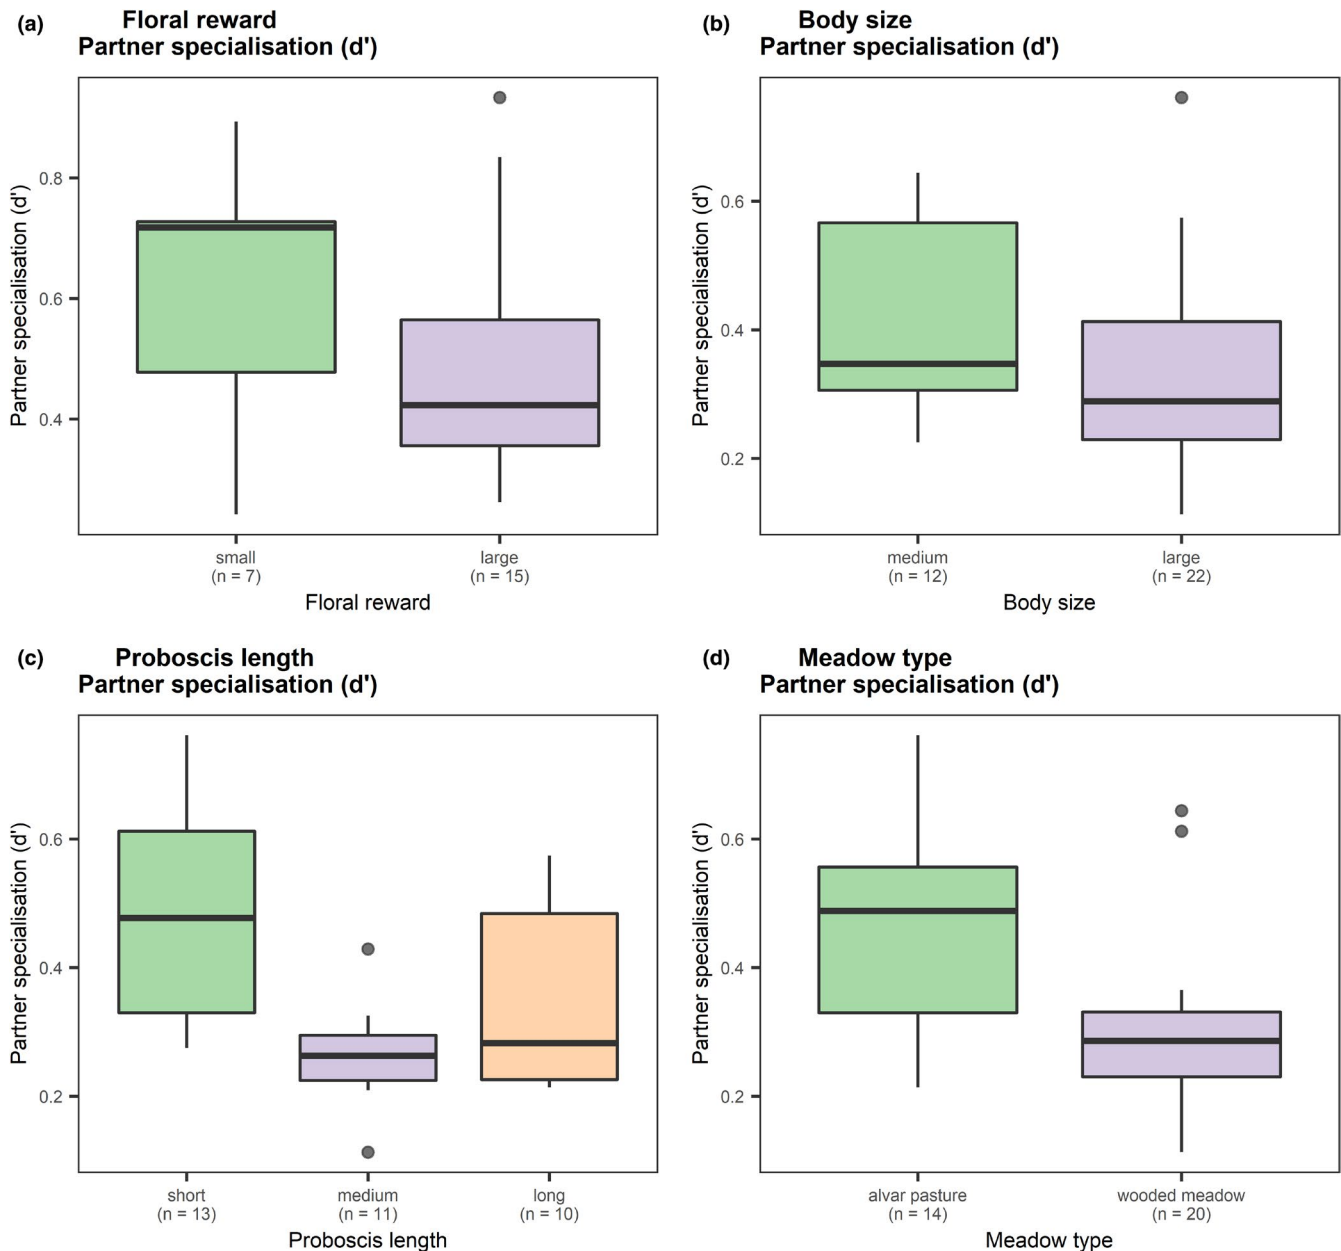 (a) Floral reward
Partner specialisation (d')
Partner specialisation (d')
0.8
0.6
0.4
small
(n = 7)
large
(n = 15)
Floral reward
(b) Body size
Partner specialisation (d')
Partner specialisation (d')
0.6
0.4
0.2
medium
(n = 12)
large
(n = 22)
Body size
(c) Proboscis length
Partner specialisation (d')
Partner specialisation (d')
0.6
0.4
0.2
short
(n = 13)
medium
(n = 11)
long
(n = 10)
Proboscis length
(d) Meadow type
Partner specialisation (d')
Partner specialisation (d')
0.6
0.4
0.2
alvar pasture
(n = 14)
wooded meadow
(n = 20)
Meadow type